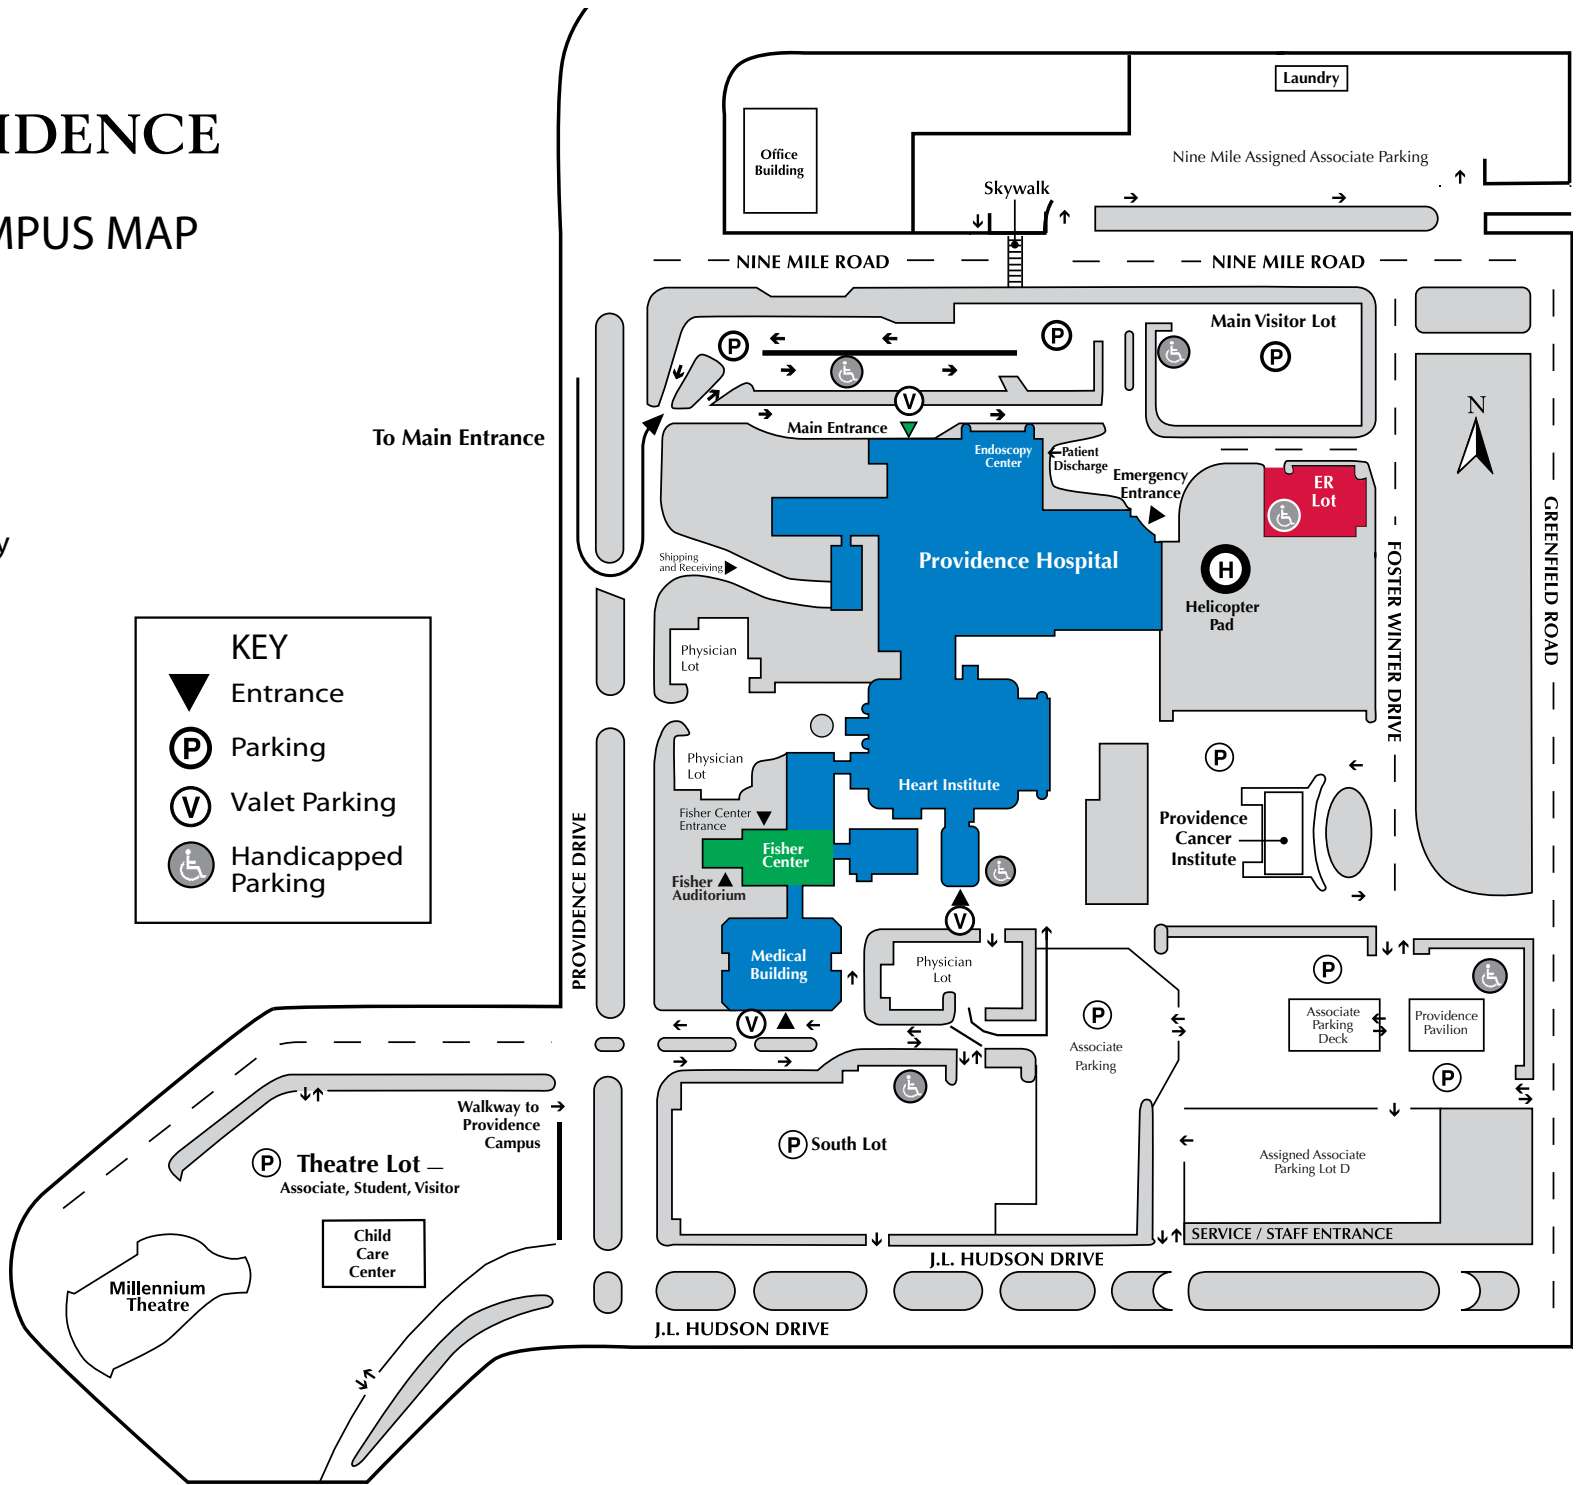 IDENCE
MPUS MAP
y
KEY
Entrance
P
Parking
V
Valet Parking
Handicapped
Parking
Laundry
Office
Building
Nine Mile Assigned Associate Parking
Skywalk
NINE MILE ROAD
NINE MILE ROAD
Main Visitor Lot
P
P
P
V
N
To Main Entrance
Main Entrance
Endoscopy
Center
Patient
Discharge
Emergency
Entrance
ER
Lot
Providence Hospital
H
Helicopter
Pad
Shipping
and Receiving
Physician
Lot
Physician
Lot
FOSTER WINTER DRIVE
GREENFIELD ROAD
PROVIDENCE DRIVE
Heart Institute
P
Providence
Cancer
Institute
Fisher Center
Entrance
Fisher
Center
Fisher
Auditorium
V
Medical
Building
V
Physician
Lot
P
Associate
Parking
P
Associate
Parking
Deck
Providence
Pavilion
P
Walkway to
Providence
Campus
P
Theatre Lot –
Associate, Student, Visitor
P
South Lot
Assigned Associate
Parking Lot D
Child
Care
Center
Millennium
Theatre
SERVICE / STAFF ENTRANCE
J.L. HUDSON DRIVE
J.L. HUDSON DRIVE